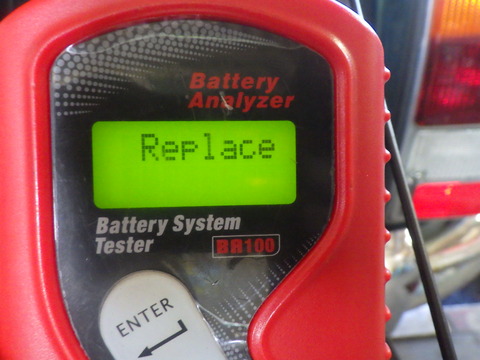 Battery
Analyzer
Replace
Battery System
Tester
BA100
ENTER